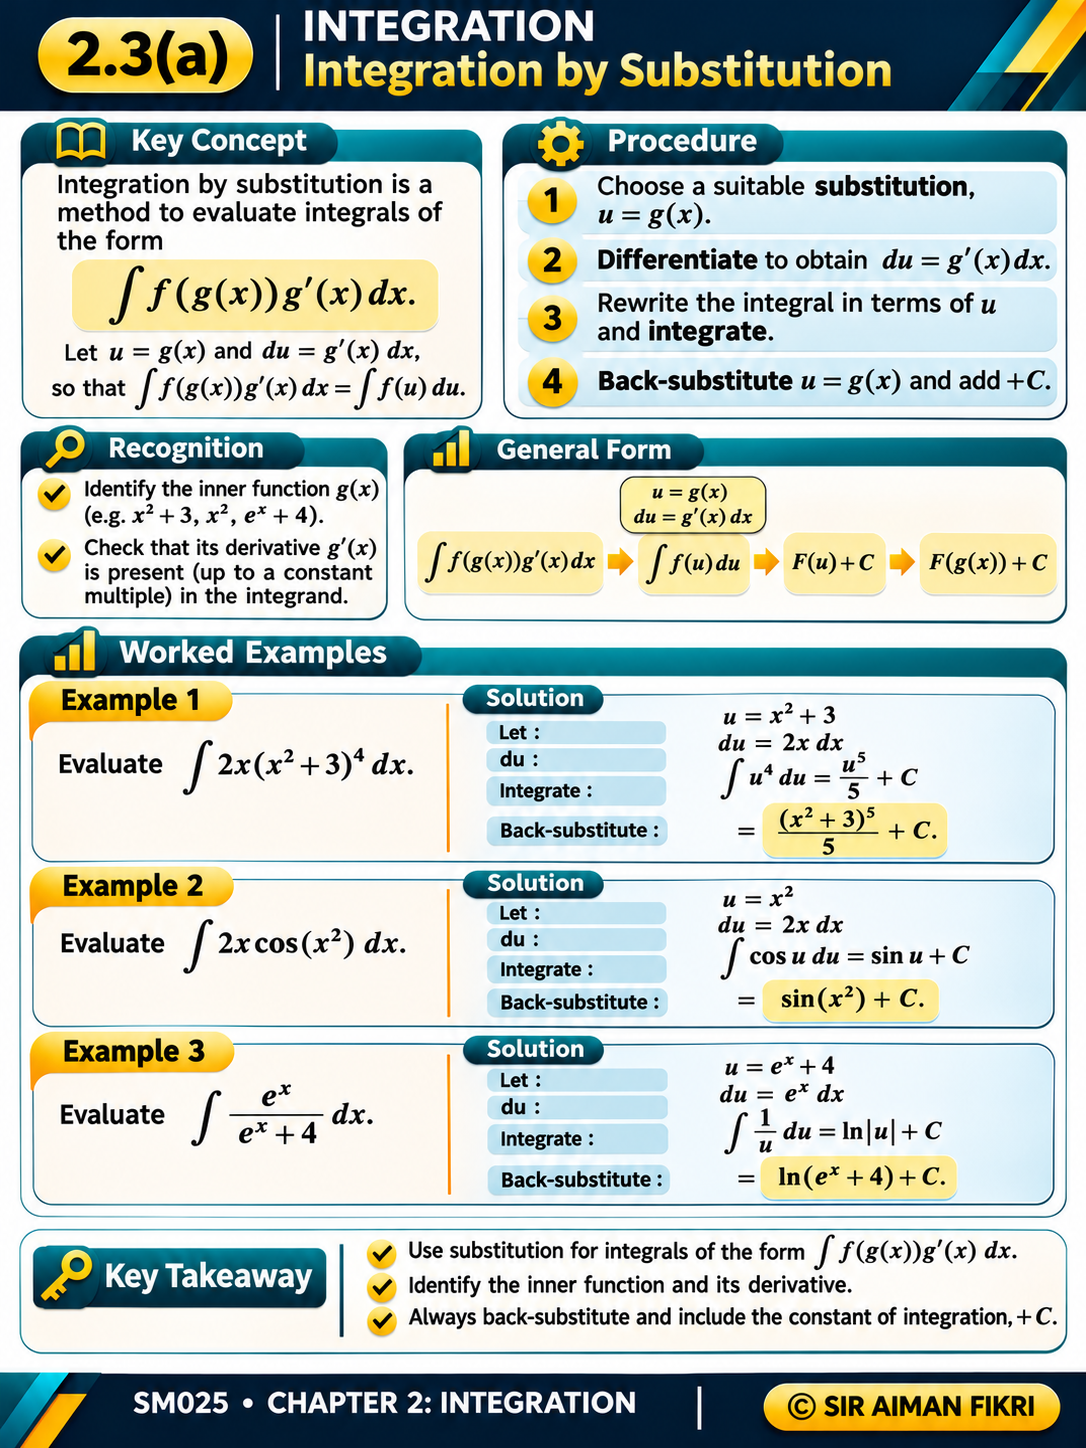 2.3(a)
INTEGRATION
Integration by Substitution
Key Concept
Integration by substitution is a
method to evaluate integrals of
the form
∫ f(g(x))g′(x) dx.
Let u = g(x) and du = g′(x) dx,
so that ∫ f(g(x))g′(x) dx = ∫ f(u) du.
Procedure
1 Choose a suitable substitution,
u = g(x).
2 Differentiate to obtain du = g′(x) dx.
3 Rewrite the integral in terms of u
and integrate.
4 Back-substitute u = g(x) and add +C.
Recognition
Identify the inner function g(x)
(e.g. x² + 3, x², eˣ + 4).
Check that its derivative g′(x)
is present (up to a constant
multiple) in the integrand.
General Form
u = g(x)
du = g′(x) dx
∫ f(g(x))g′(x) dx → ∫ f(u) du → F(u) + C → F(g(x)) + C
Worked Examples
Example 1
Evaluate ∫ 2x(x² + 3)⁴ dx.
Solution
Let : u = x² + 3
du : du = 2x dx
Integrate : ∫ u⁴ du = u⁵/5 + C
Back-substitute : = (x² + 3)⁵/5 + C.
Example 2
Evaluate ∫ 2x cos(x²) dx.
Solution
Let : u = x²
du : du = 2x dx
Integrate : ∫ cos u du = sin u + C
Back-substitute : = sin(x²) + C.
Example 3
Evaluate ∫ eˣ/(eˣ + 4) dx.
Solution
Let : u = eˣ + 4
du : du = eˣ dx
Integrate : ∫ 1/u du = ln|u| + C
Back-substitute : = ln(eˣ + 4) + C.
Key Takeaway
Use substitution for integrals of the form ∫ f(g(x))g′(x) dx.
Identify the inner function and its derivative.
Always back-substitute and include the constant of integration, +C.
SM025 • CHAPTER 2: INTEGRATION
© SIR AIMAN FIKRI